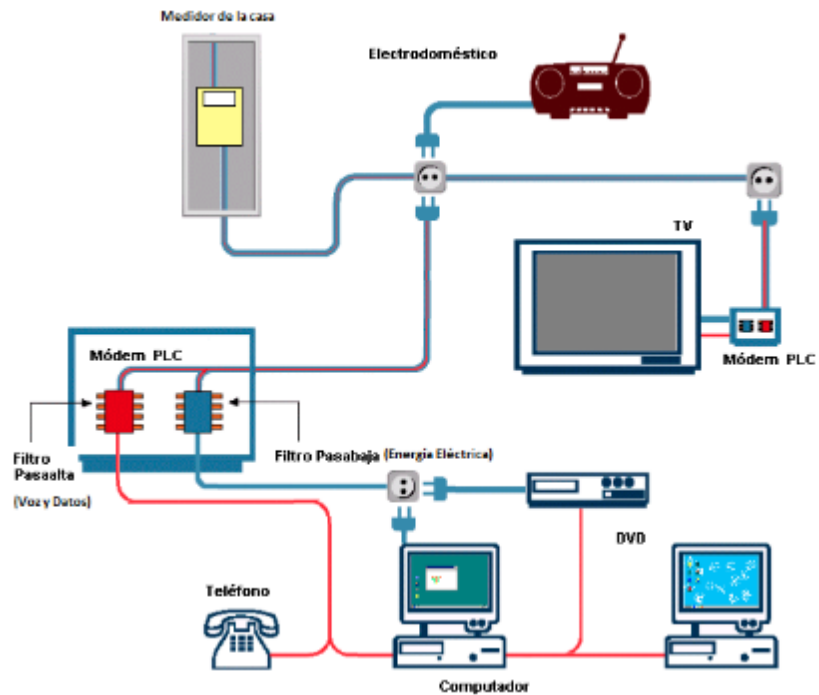 Medidor de la casa
Electrodoméstico
TV
Módem PLC
Módem PLC
Filtro
Pasaalta
(Voz y Datos)
Filtro Pasabaja (Energia Eléctrica)
DVD
Teléfono
Computador